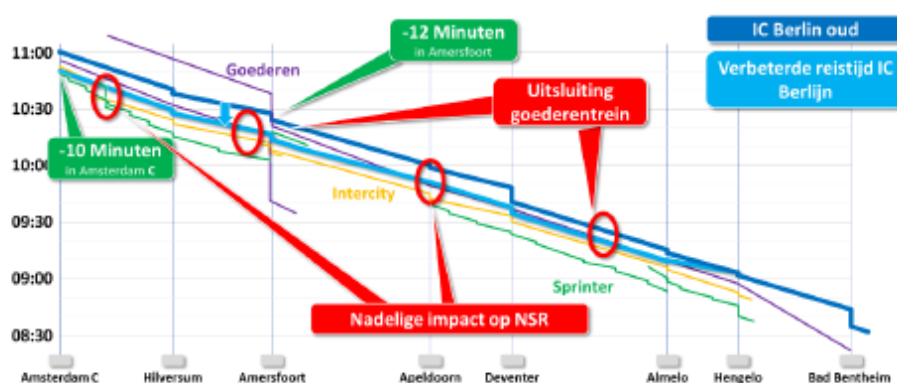 -12 Minuten
in Amersfoort
IC Berlin oud
Verbeterde reistijd IC
Berlijn
11:00
Goederen
Uitsluiting
goederentrein
10:30
-10 Minuten
in Amsterdam C
10:00
Intercity
09:30
09:00
Sprinter
Nadelige impact op NSR
08:30
Amsterdam C
Hilversum
Amersfoort
Apeldoorn
Deventer
Almelo
Hengelo
Bad Bentheim